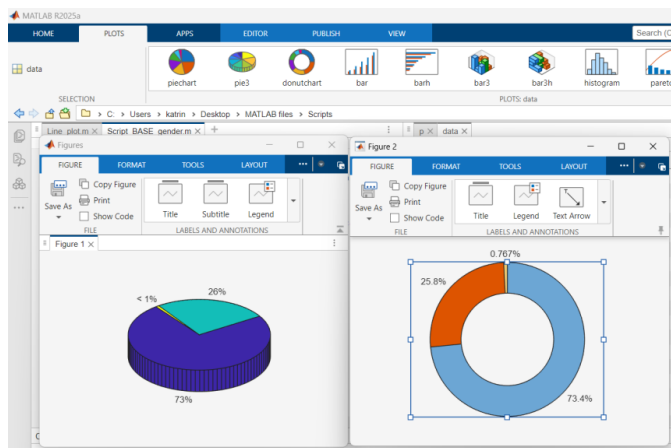 MATLAB R2025a
HOME PLOTS APPS EDITOR PUBLISH VIEW Search (C
data
piechart pie3 donutchart bar barh bar3 bar3h histogram pareto
SELECTION PLOTS: data
C: > Users > katrin > Desktop > MATLAB files > Scripts
Line_plot.m × Script_BASE_gender.m × + p × data ×
Figures
FIGURE FORMAT TOOLS LAYOUT
Save As
Copy Figure
Print
Show Code
Title Subtitle Legend
FILE LABELS AND ANNOTATIONS
Figure 1 ×
< 1%
26%
73%
Figure 2
FIGURE FORMAT TOOLS LAYOUT
Save As
Copy Figure
Print
Show Code
Title Legend Text Arrow
FILE LABELS AND ANNOTATIONS
0.767%
25.8%
73.4%